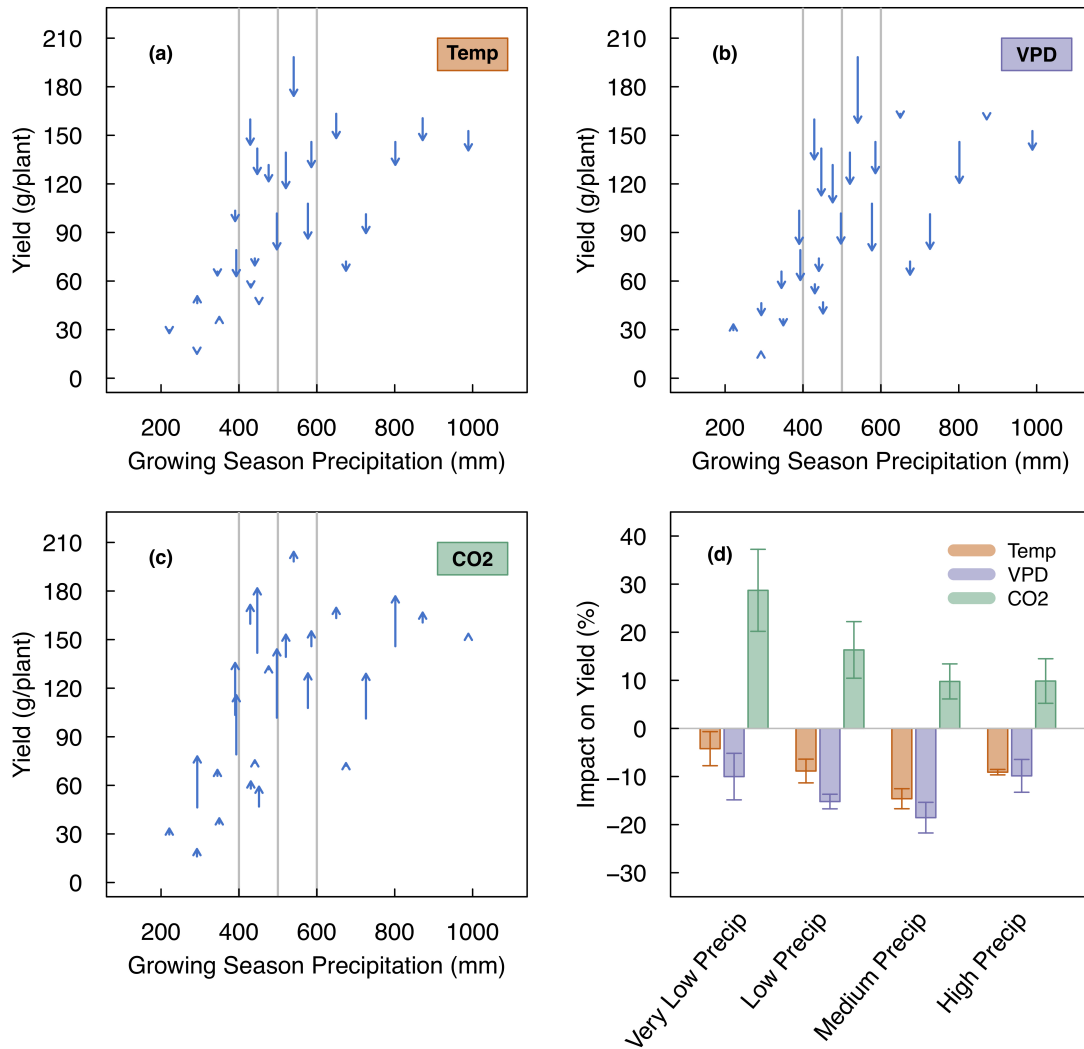 (a)
Temp
210
180
150
120
90
60
30
0
Yield (g/plant)
200 400 600 800 1000
Growing Season Precipitation (mm)
(b)
VPD
210
180
150
120
90
60
30
0
Yield (g/plant)
200 400 600 800 1000
Growing Season Precipitation (mm)
(c)
CO2
210
180
150
120
90
60
30
0
Yield (g/plant)
200 400 600 800 1000
Growing Season Precipitation (mm)
(d)
Temp
VPD
CO2
40
30
20
10
0
−10
−20
−30
Impact on Yield (%)
Very Low Precip
Low Precip
Medium Precip
High Precip